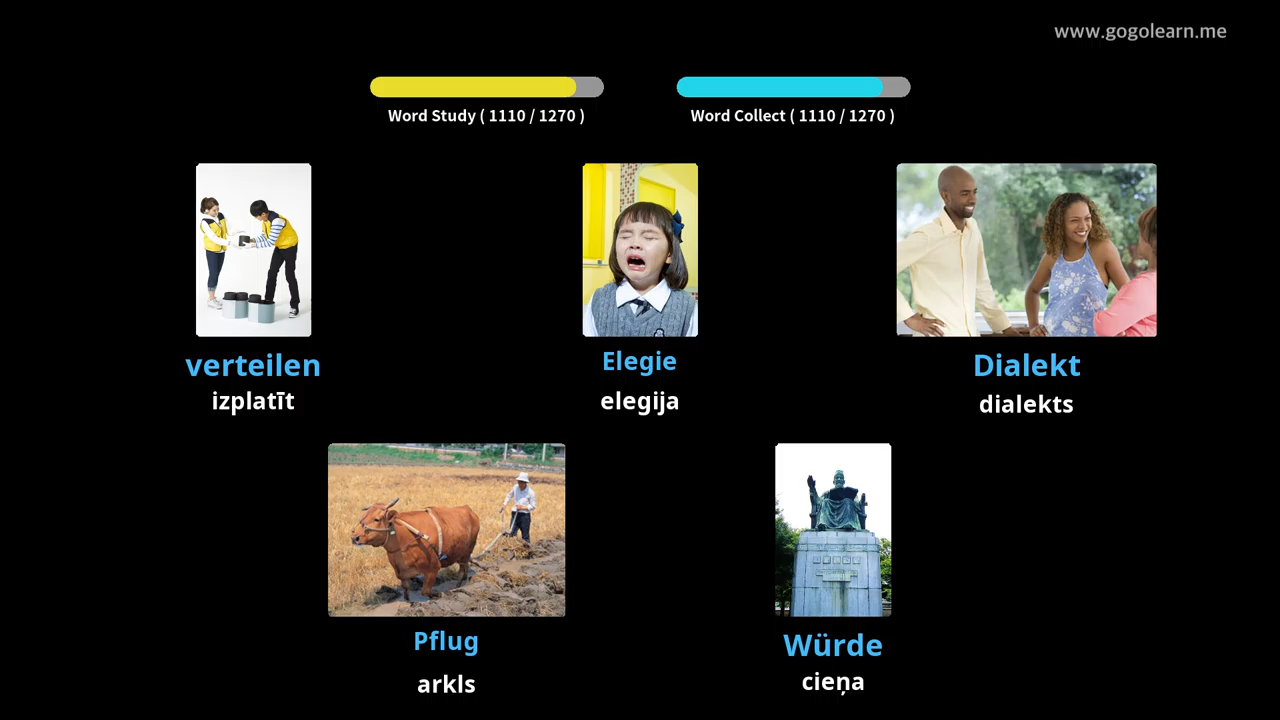 www.gogolearn.me
Word Study ( 1110 / 1270 )
Word Collect ( 1110 / 1270 )
verteilen
izplatīt
Elegie
elegija
Dialekt
dialekts
Pflug
arkls
Würde
cieņa